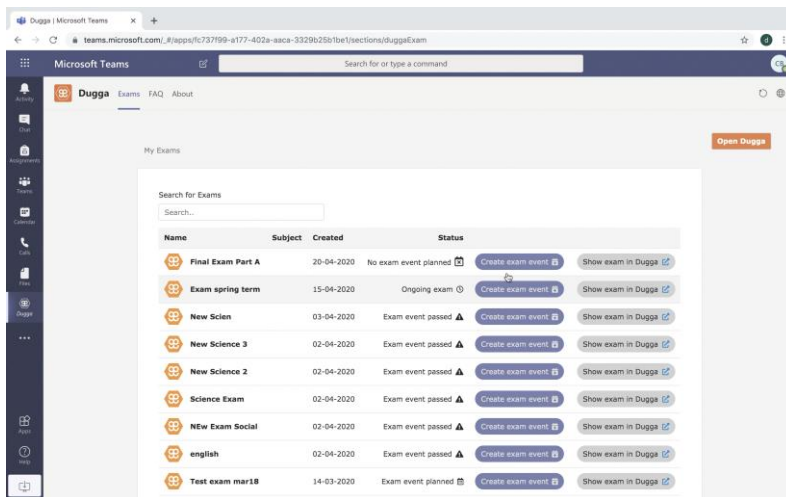 Dugga | Microsoft Teams
teams.microsoft.com/_#/apps/fc737f99-a177-402a-aaca-3329b25b1be1/sections/duggaExam
d
Microsoft Teams
Search for or type a command
CB
Activity
Chat
Assignments
Teams
Calendar
Calls
Files
Dugga
Apps
Help
Dugga Exams FAQ About
Open Dugga
My Exams
Search for Exams
Search..
Name Subject Created Status
Final Exam Part A 20-04-2020 No exam event planned Create exam event Show exam in Dugga
Exam spring term 15-04-2020 Ongoing exam Create exam event Show exam in Dugga
New Scien 03-04-2020 Exam event passed Create exam event Show exam in Dugga
New Science 3 02-04-2020 Exam event passed Create exam event Show exam in Dugga
New Science 2 02-04-2020 Exam event passed Create exam event Show exam in Dugga
Science Exam 02-04-2020 Exam event passed Create exam event Show exam in Dugga
NEw Exam Social 02-04-2020 Exam event passed Create exam event Show exam in Dugga
english 02-04-2020 Exam event passed Create exam event Show exam in Dugga
Test exam mar18 14-03-2020 Exam event planned Create exam event Show exam in Dugga